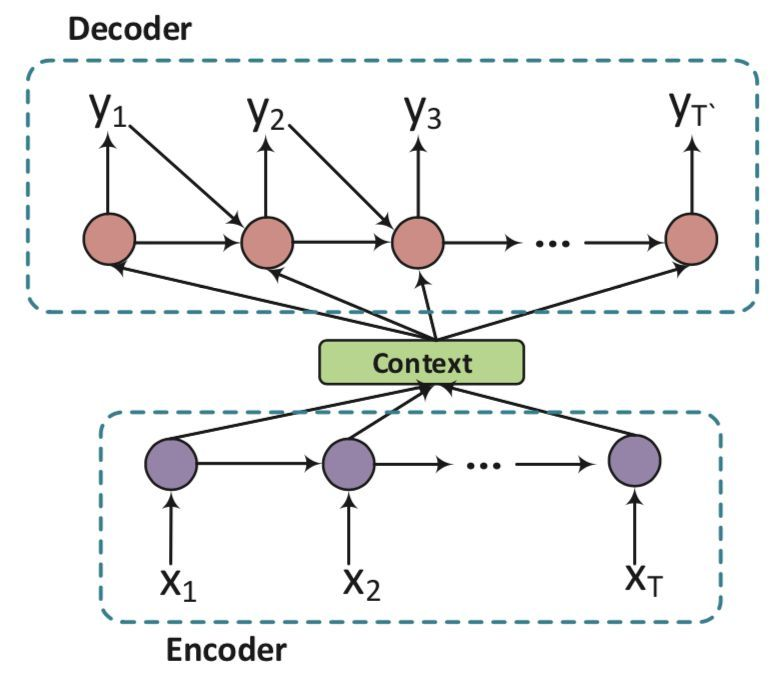 Decoder
y1 y2 y3 yT`
...
Context
...
x1 x2 xT
Encoder